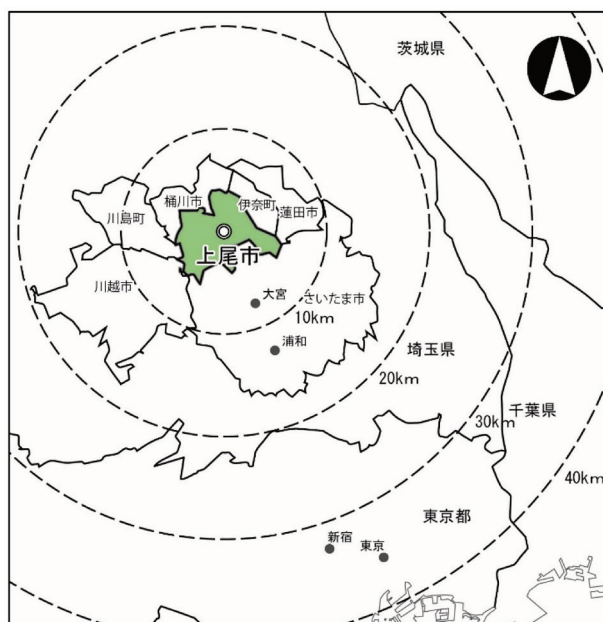 茨城県
桶川市
伊奈町
蓮田市
川島町
上尾市
川越市
大宮
さいたま市
10km
浦和
埼玉県
20km
30km
千葉県
40km
東京都
新宿
東京